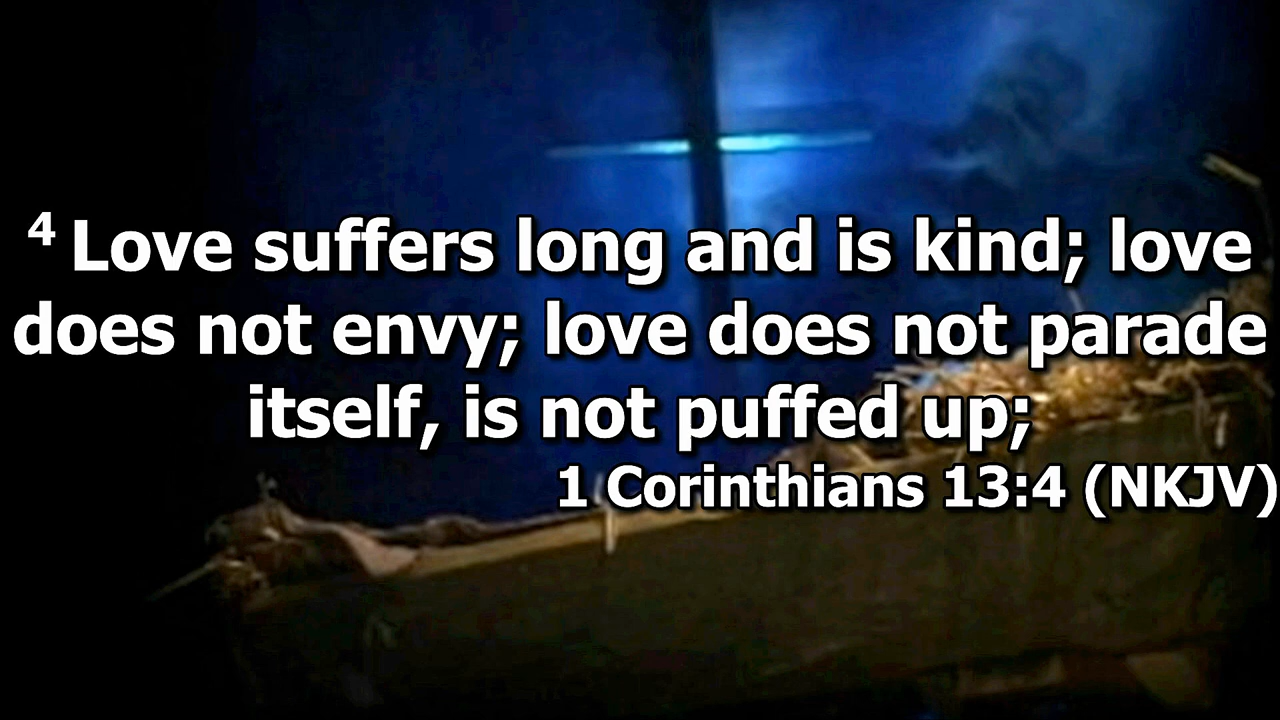 4 Love suffers long and is kind; love
does not envy; love does not parade
itself, is not puffed up;
1 Corinthians 13:4 (NKJV)